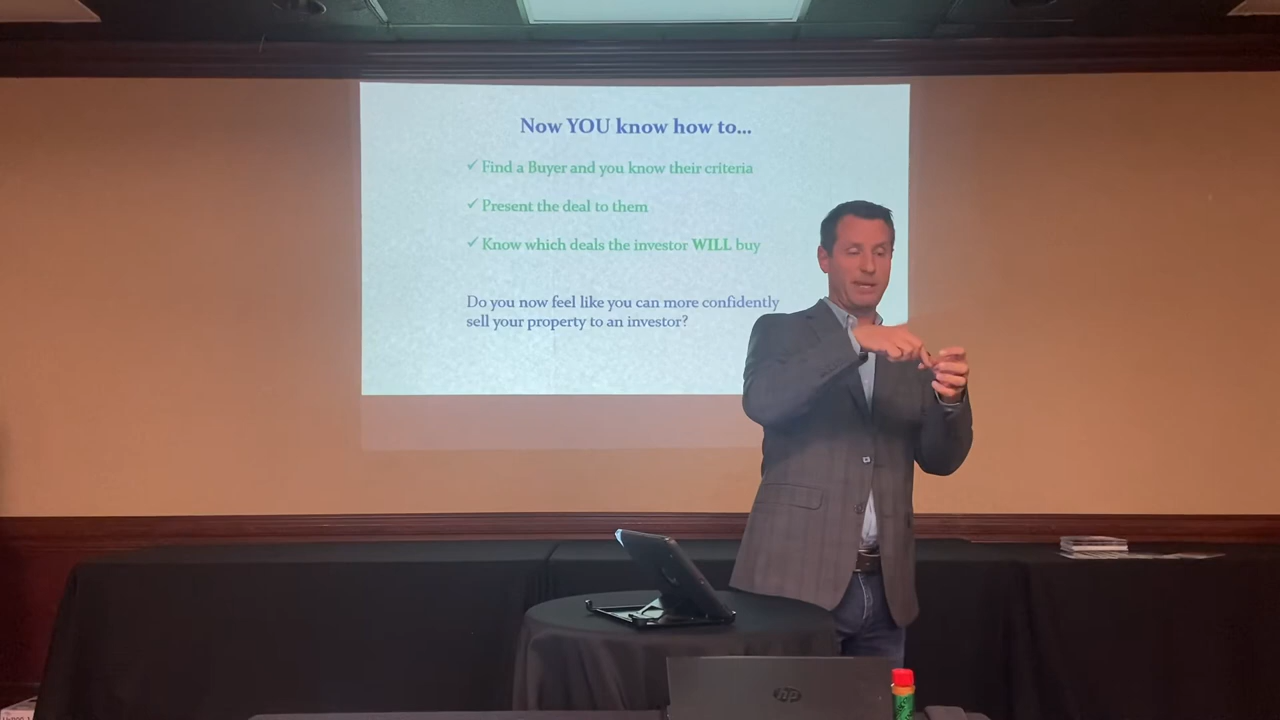 Now YOU know how to...
✓ Find a Buyer and you know their criteria
✓ Present the deal to them
✓ Know which deals the investor WILL buy
Do you now feel like you can more confidently
sell your property to an investor?
hp